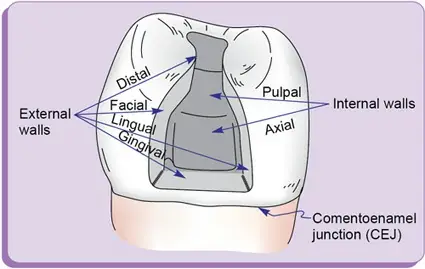 Distal
Facial
Lingual
Gingival
External
walls
Pulpal
Axial
Internal walls
Comentoenamel
junction (CEJ)